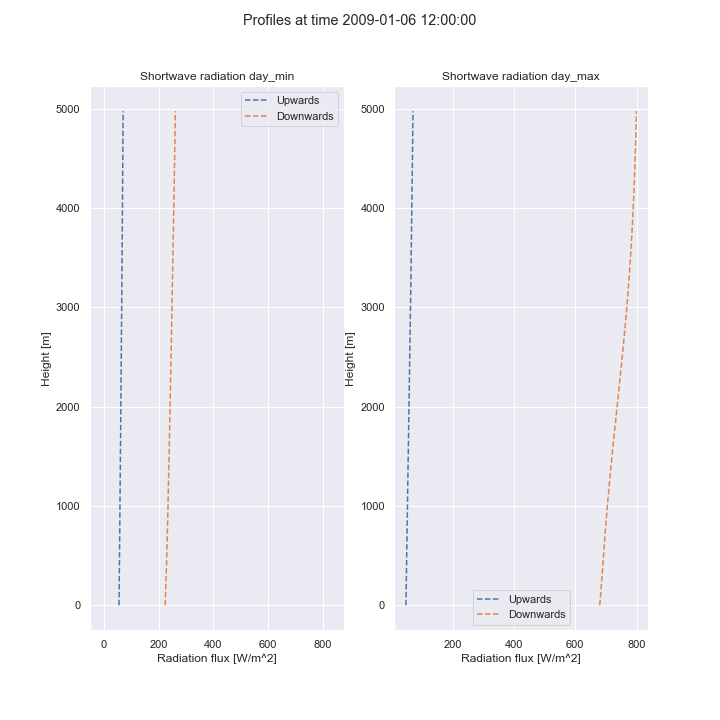 Profiles at time 2009-01-06 12:00:00
Shortwave radiation day_min
Upwards
Downwards
5000
4000
3000
2000
1000
0
Height [m]
0 200 400 600 800
Radiation flux [W/m^2]
Shortwave radiation day_max
5000
4000
3000
2000
1000
0
Height [m]
Upwards
Downwards
200 400 600 800
Radiation flux [W/m^2]